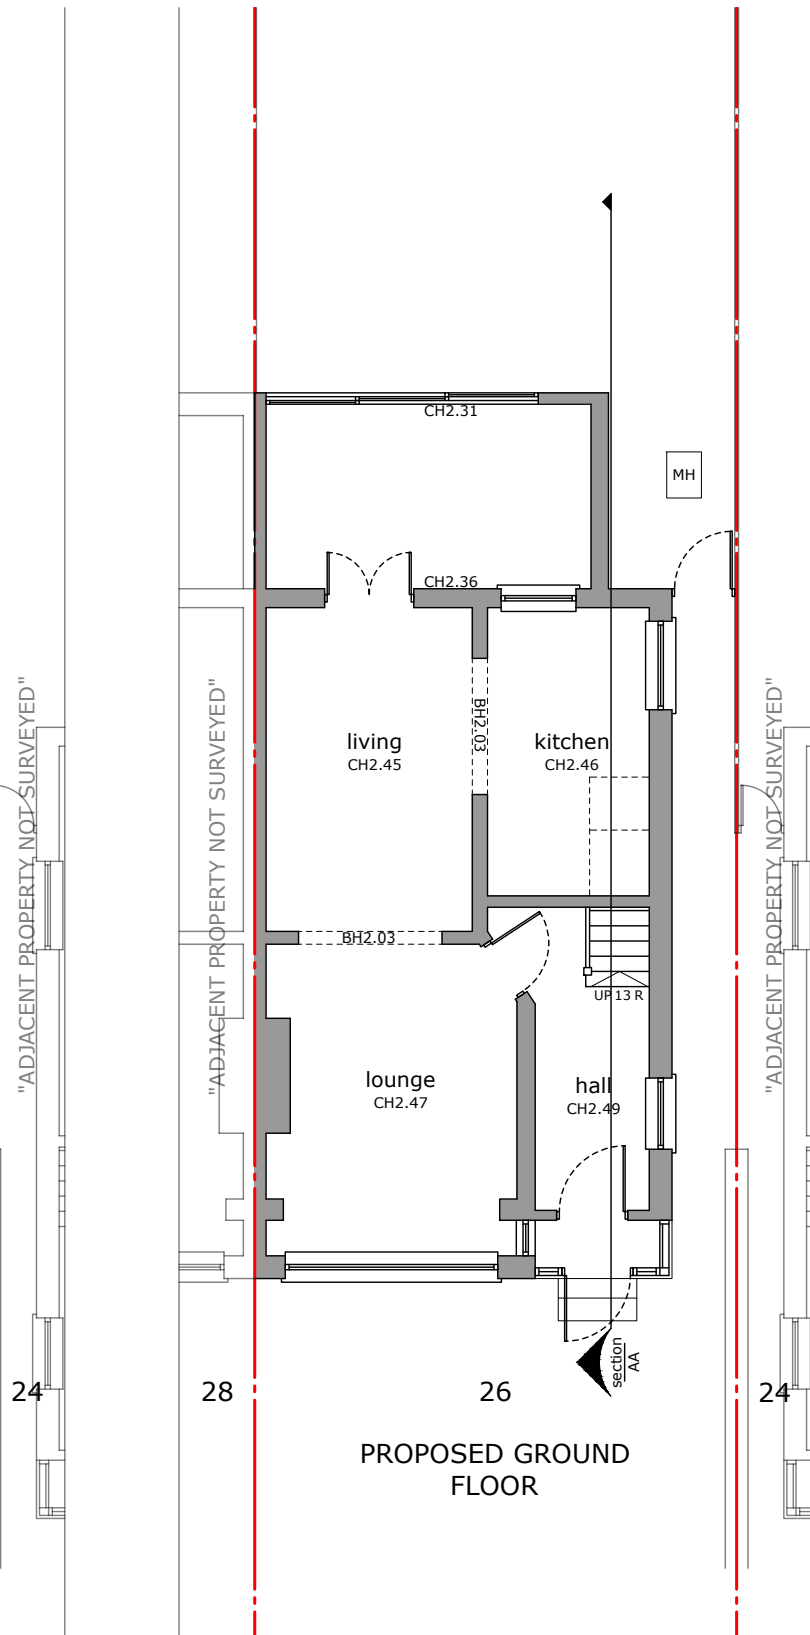 CH2.31
MH
CH2.36
living
CH2.45
BH2.03
kitchen
CH2.46
"ADJACENT PROPERTY NOT SURVEYED"
"ADJACENT PROPERTY NOT SURVEYED"
"ADJACENT PROPERTY NOT SURVEYED"
BH2.03
UP 13 R
lounge
CH2.47
hall
CH2.49
section
AA
24
28
26
24
PROPOSED GROUND
FLOOR